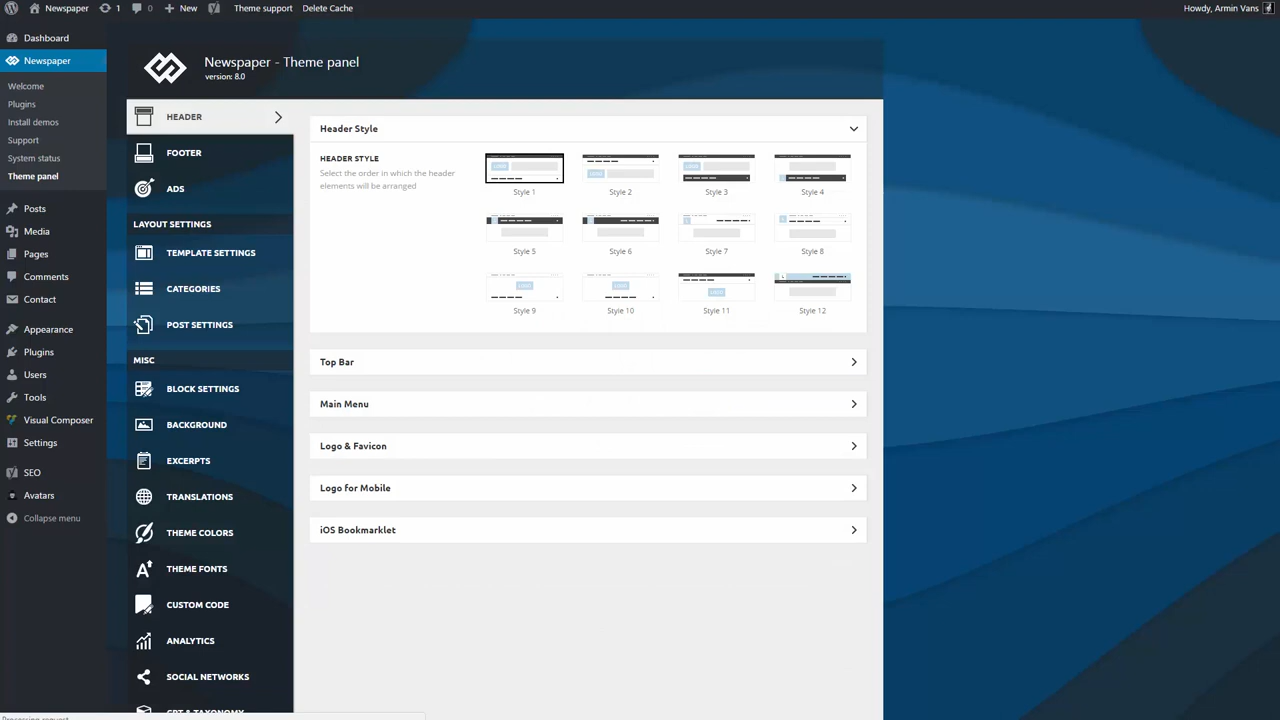 Newspaper
1
0
New
Theme support
Delete Cache
Howdy, Armin Vans
Dashboard
Newspaper
Welcome
Plugins
Install demos
Support
System status
Theme panel
Posts
Media
Pages
Comments
Contact
Appearance
Plugins
Users
Tools
Visual Composer
Settings
SEO
Avatars
Collapse menu
Newspaper - Theme panel
version: 8.0
HEADER
FOOTER
ADS
LAYOUT SETTINGS
TEMPLATE SETTINGS
CATEGORIES
POST SETTINGS
MISC
BLOCK SETTINGS
BACKGROUND
EXCERPTS
TRANSLATIONS
THEME COLORS
THEME FONTS
CUSTOM CODE
ANALYTICS
SOCIAL NETWORKS
CPT & TAXONOMY
Header Style
HEADER STYLE
Select the order in which the header
elements will be arranged
Style 1
Style 2
Style 3
Style 4
Style 5
Style 6
Style 7
Style 8
Style 9
Style 10
Style 11
Style 12
Top Bar
Main Menu
Logo & Favicon
Logo for Mobile
iOS Bookmarklet
Processing request